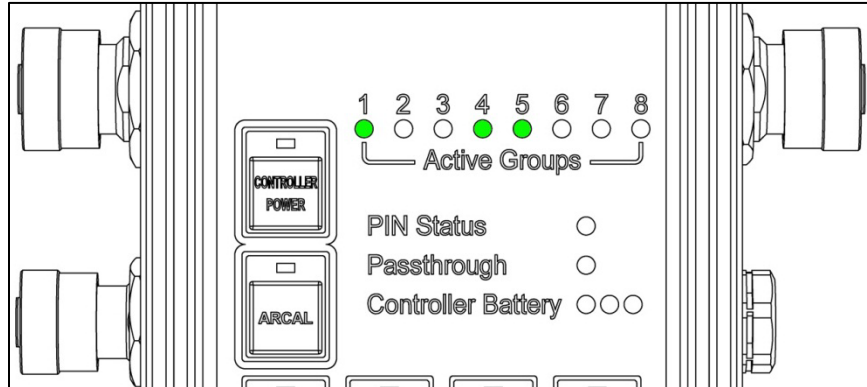 1 2 3 4 5 6 7 8
Active Groups
CONTROLLER
POWER
PIN Status
Passthrough
ARCAL
Controller Battery